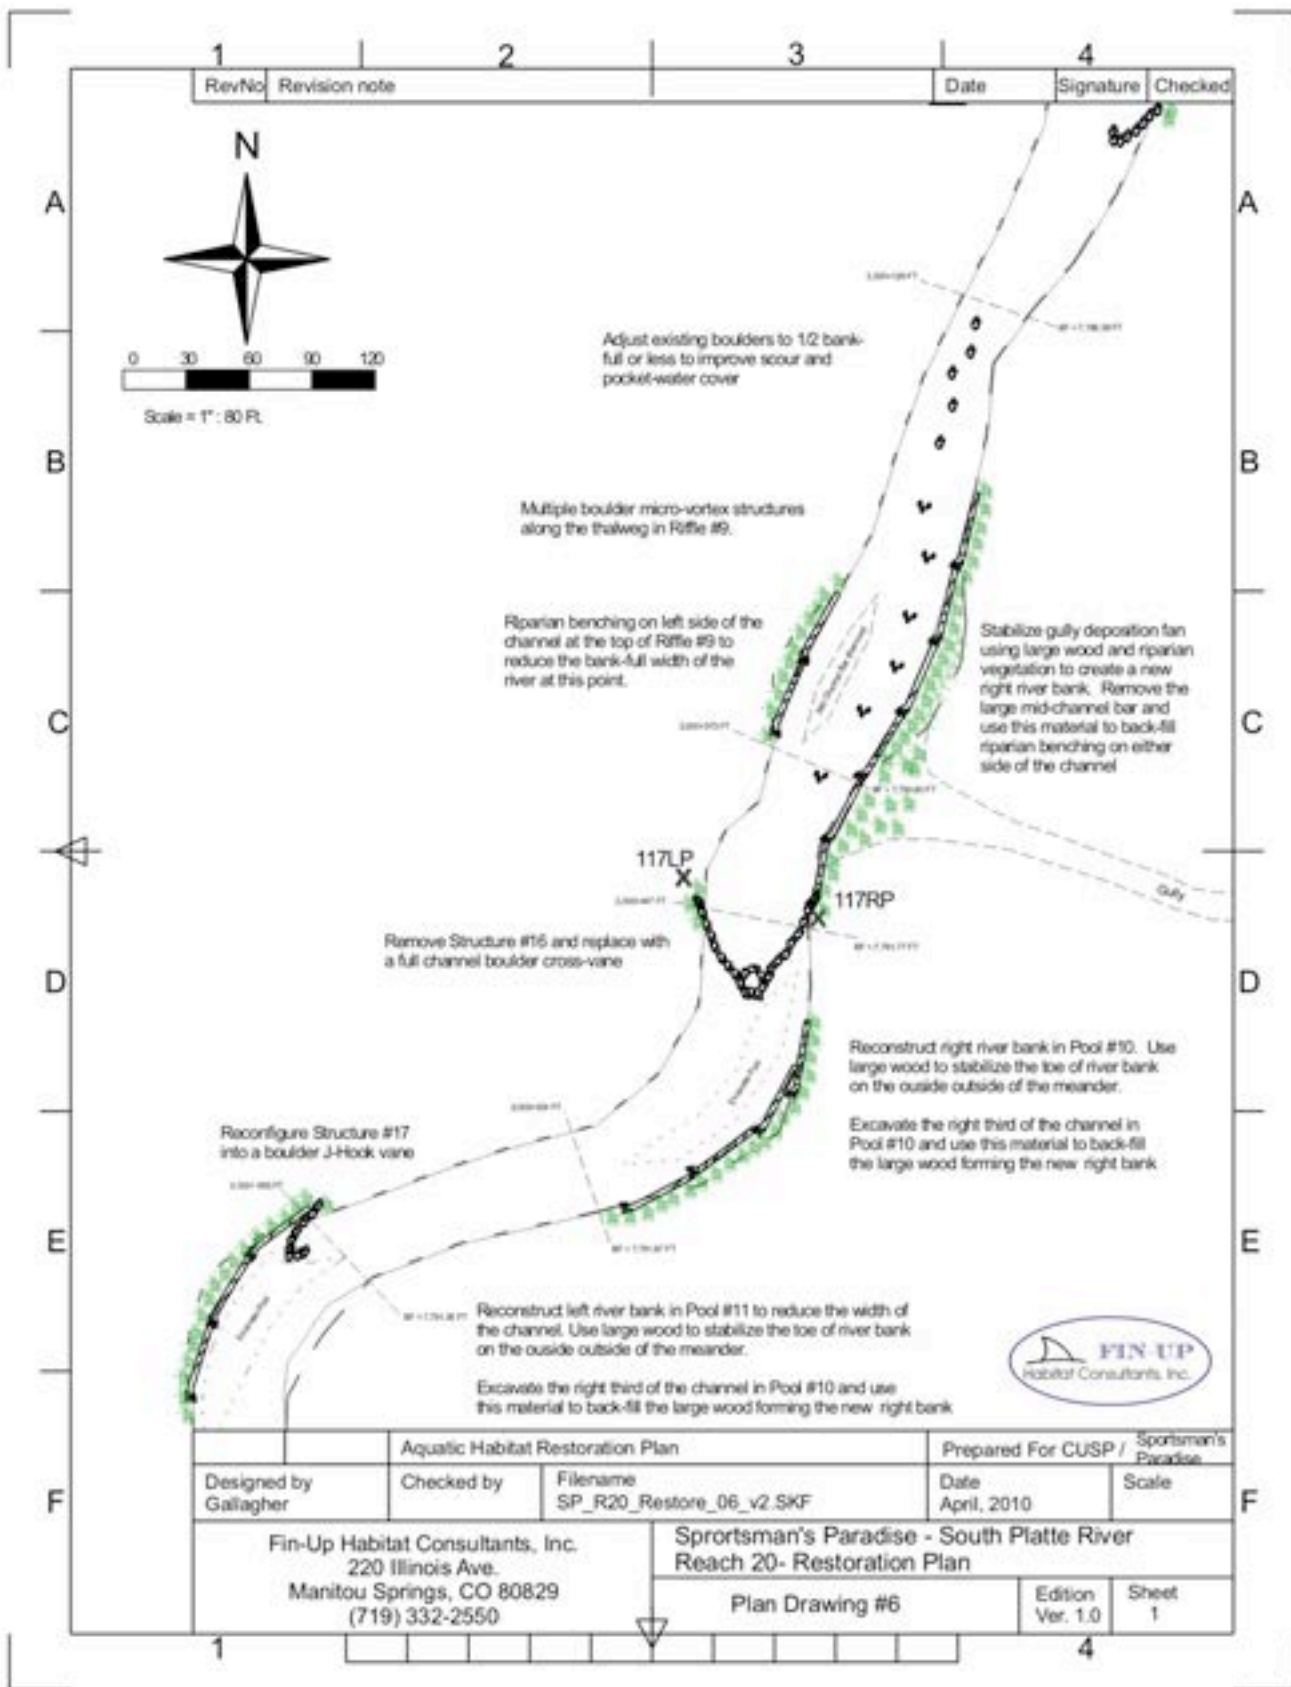 1 2 3 4
RevNo Revision note Date Signature Checked
N
A A
0 30 60 90 120
Scale = 1" : 80 Ft.
Adjust existing boulders to 1/2 bank-
full or less to improve scour and
pocket-water cover
B B
Multiple boulder micro-vortex structures
along the thalweg in Riffle #9.
Riparian benching on left side of the
channel at the top of Riffle #9 to
reduce the bank-full width of the
river at this point.
Stabilize gully deposition fan
using large wood and riparian
vegetation to create a new
right river bank. Remove the
large mid-channel bar and
use this material to back-fill
riparian benching on either
side of the channel
C C
117LP
117RP
Gully
Remove Structure #16 and replace with
a full channel boulder cross-vane
D D
Reconstruct right river bank in Pool #10. Use
large wood to stabilize the toe of river bank
on the ouside outside of the meander.
Excavate the right third of the channel in
Pool #10 and use this material to back-fill
the large wood forming the new right bank
Reconfigure Structure #17
into a boulder J-Hook vane
E E
Reconstruct left river bank in Pool #11 to reduce the width of
the channel. Use large wood to stabilize the toe of river bank
on the ouside outside of the meander.
Excavate the right third of the channel in Pool #10 and use
this material to back-fill the large wood forming the new right bank
FIN-UP
Habitat Consultants, Inc.
Aquatic Habitat Restoration Plan
Prepared For CUSP / Sportsman's
Paradise
F F
Designed by
Gallagher
Checked by
Filename
SP_R20_Restore_06_v2.SKF
Date
April, 2010
Scale
Fin-Up Habitat Consultants, Inc.
220 Illinois Ave.
Manitou Springs, CO 80829
(719) 332-2550
Sprortsman's Paradise - South Platte River
Reach 20- Restoration Plan
Plan Drawing #6
Edition
Ver. 1.0
Sheet
1
1 4